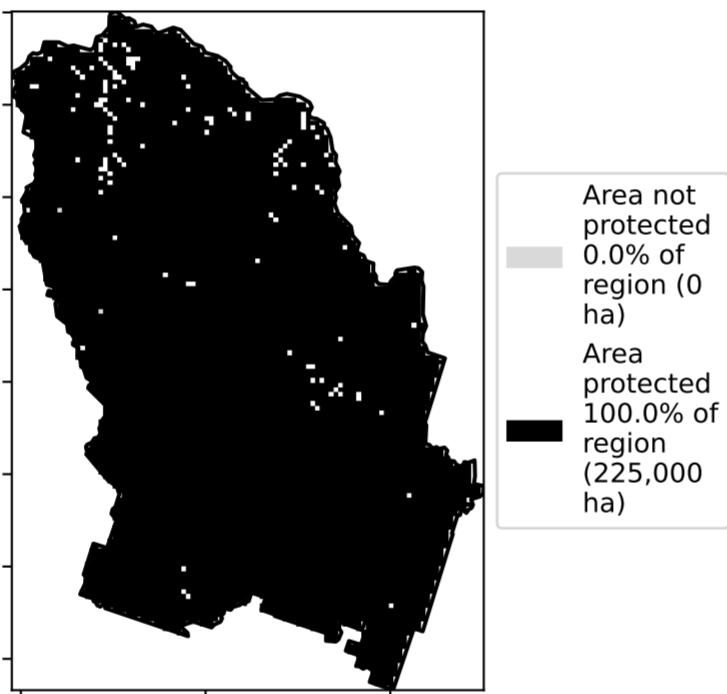 Area not
protected
0.0% of
region (0
ha)
Area
protected
100.0% of
region
(225,000
ha)